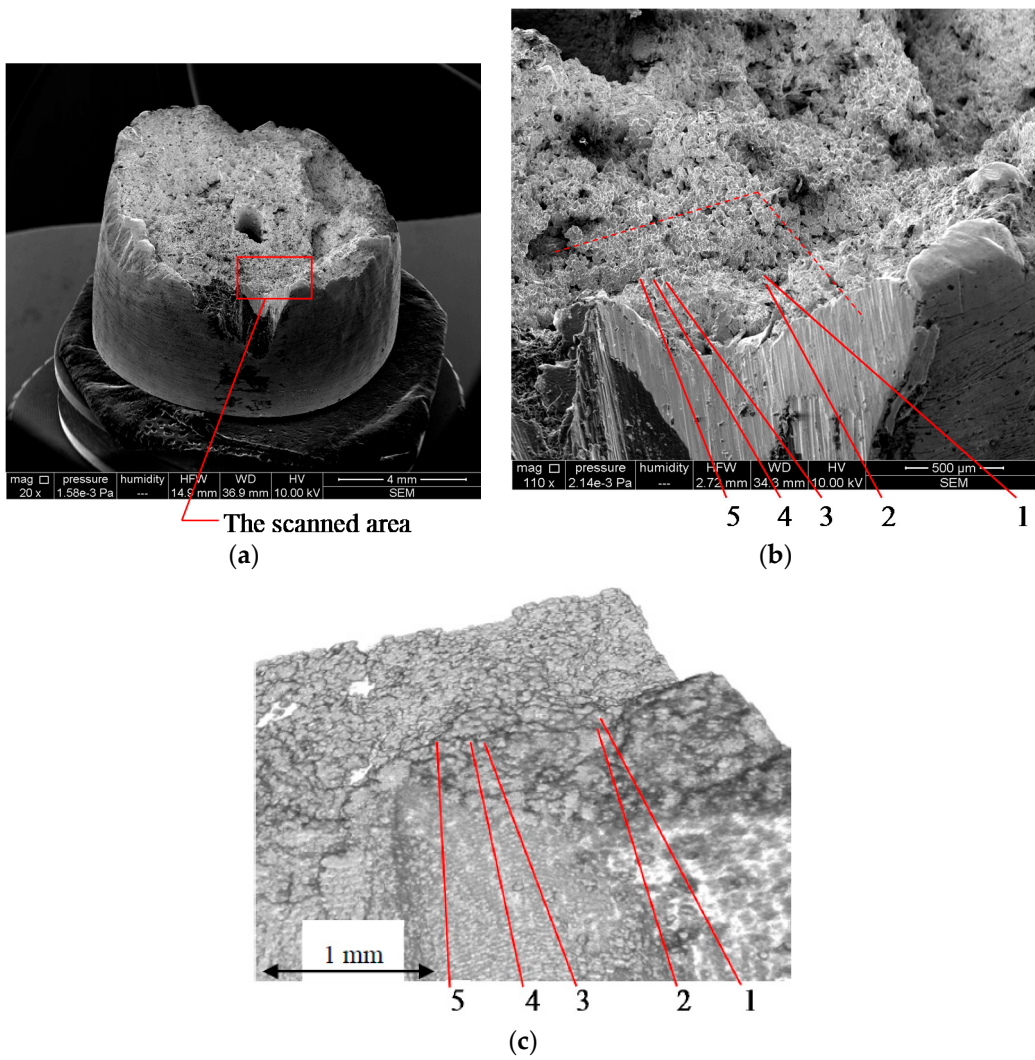 mag □ pressure humidity HFW WD HV
20 x 1.58e-3 Pa --- 14.9 mm 36.9 mm 10.00 kV
4 mm
SEM
The scanned area
(a)
mag □ pressure humidity HFW WD HV
110 x 2.14e-3 Pa --- 2.72 mm 34.3 mm 10.00 kV
500 µm
SEM
5 4 3 2 1
(b)
1 mm
5 4 3 2 1
(c)